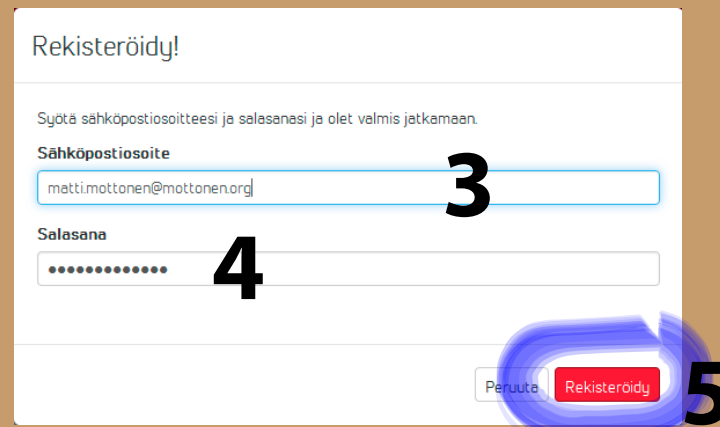 Rekisteröidy!
Syötä sähköpostiosoitteesi ja salasanasi ja olet valmis jatkamaan.
Sähköpostiosoite
matti.mottonen@mottonen.org
3
Salasana
•••••••••••••
4
Peruuta
Rekisteröidy
5